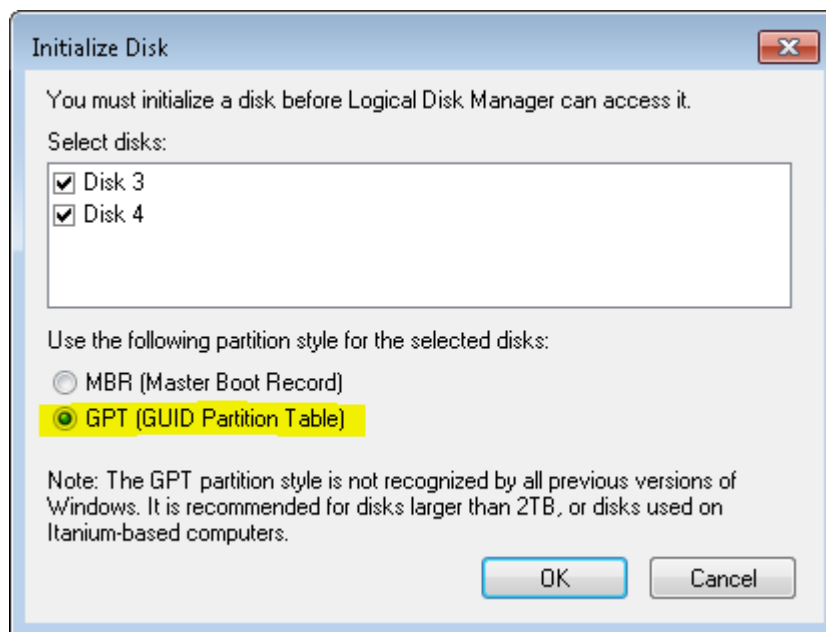 Initialize Disk
You must initialize a disk before Logical Disk Manager can access it.
Select disks:
Disk 3
Disk 4
Use the following partition style for the selected disks:
MBR (Master Boot Record)
GPT (GUID Partition Table)
Note: The GPT partition style is not recognized by all previous versions of
Windows. It is recommended for disks larger than 2TB, or disks used on
Itanium-based computers.
OK Cancel